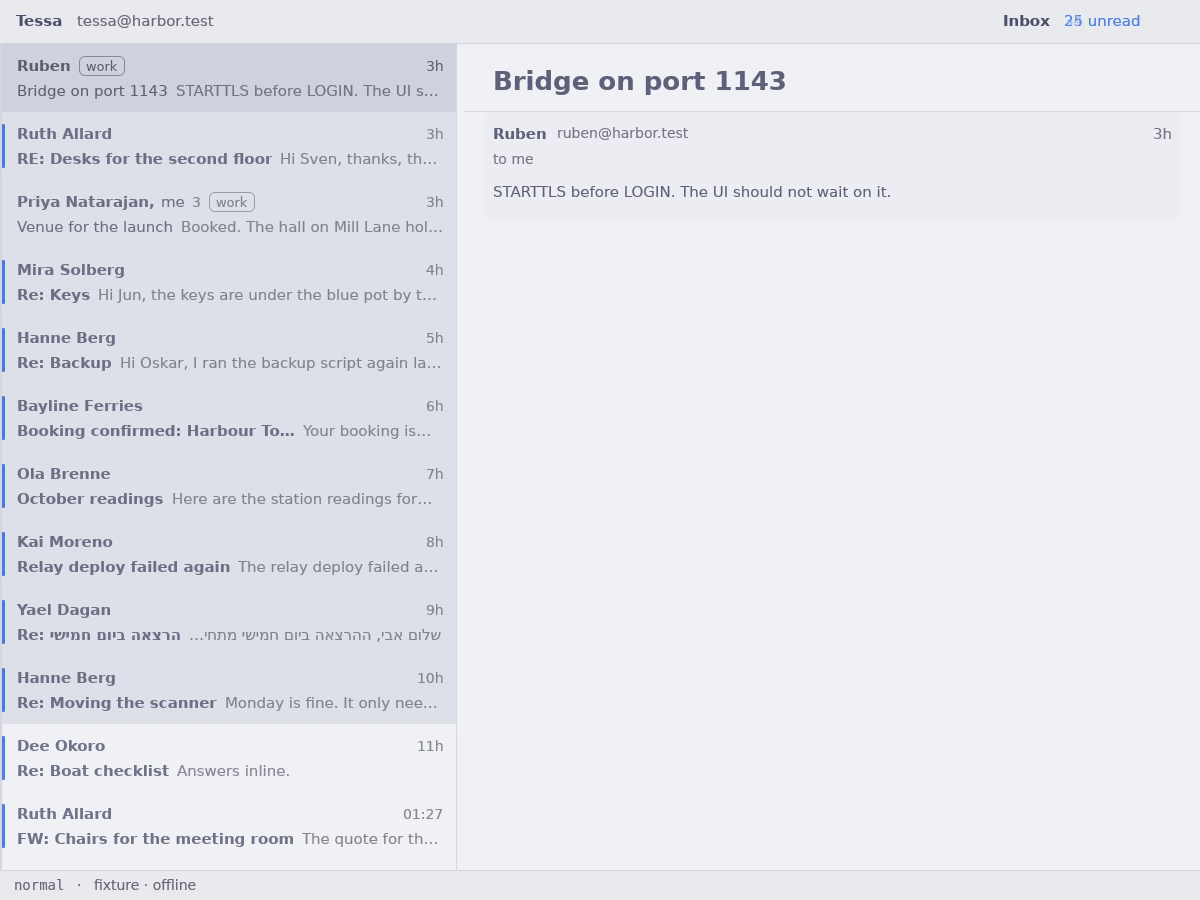 Tessa tessa@harbor.test Inbox unread
Ruben work 3h
Bridge on port 1143 STARTTLS before LOGIN. The UI s…
Ruth Allard 3h
RE: Desks for the second floor Hi Sven, thanks, th…
Priya Natarajan, me 3 work 3h
Venue for the launch Booked. The hall on Mill Lane hol…
Mira Solberg 4h
Re: Keys Hi Jun, the keys are under the blue pot by t…
Hanne Berg 5h
Re: Backup Hi Oskar, I ran the backup script again la…
Bayline Ferries 6h
Booking confirmed: Harbour To… Your booking is…
Ola Brenne 7h
October readings Here are the station readings for…
Kai Moreno 8h
Relay deploy failed again The relay deploy failed a…
Yael Dagan 9h
Re: הרצאה ביום חמישי שלום אבי, ההרצאה ביום חמישי מתחי…
Hanne Berg 10h
Re: Moving the scanner Monday is fine. It only nee…
Dee Okoro 11h
Re: Boat checklist Answers inline.
Ruth Allard 01:27
FW: Chairs for the meeting room The quote for th…
Bridge on port 1143
Ruben ruben@harbor.test 3h
to me
STARTTLS before LOGIN. The UI should not wait on it.
normal · fixture · offline